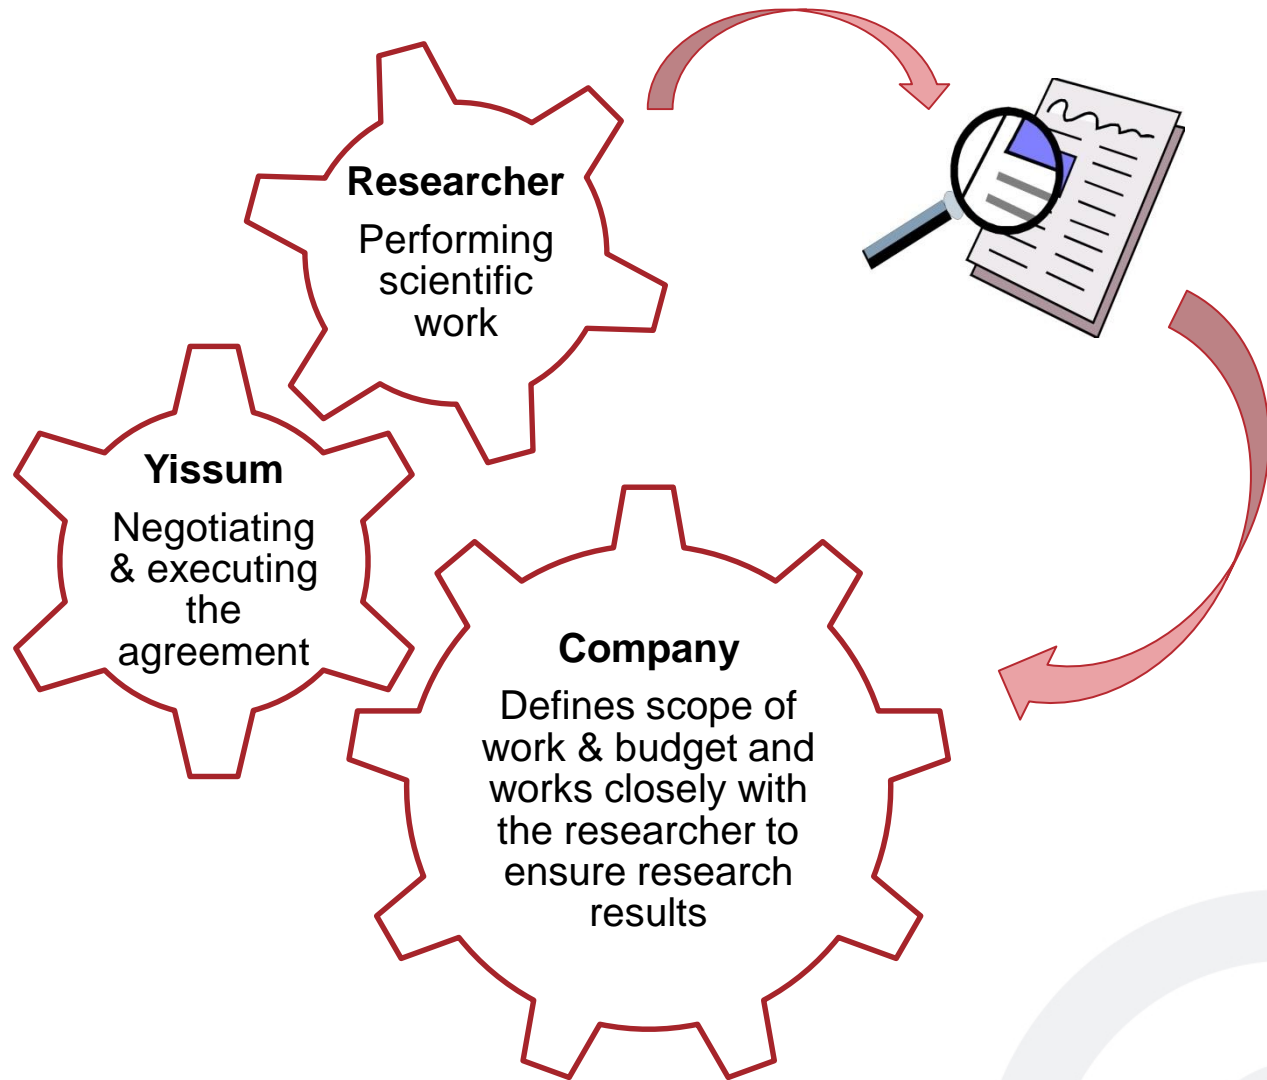 Researcher
Performing
scientific
work
Yissum
Negotiating
& executing
the
agreement
Company
Defines scope of
work & budget and
works closely with
the researcher to
ensure research
results